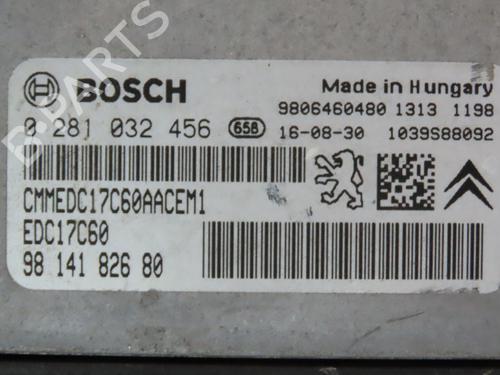 BOSCH
Made in Hungary
9806460480 1313 1198
0 281 032 456 658 16-08-30 1039S88092
CMMEDC17C60AACEM1
EDC17C60
98 141 826 80
B-PARTS